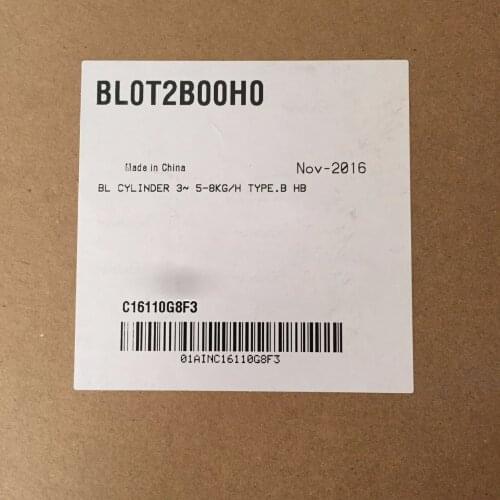 BL0T2B00H0
Made in China Nov-2016
BL CYLINDER 3~ 5-8KG/H TYPE.B HB
C16110G8F3
01AINC16110G8F3